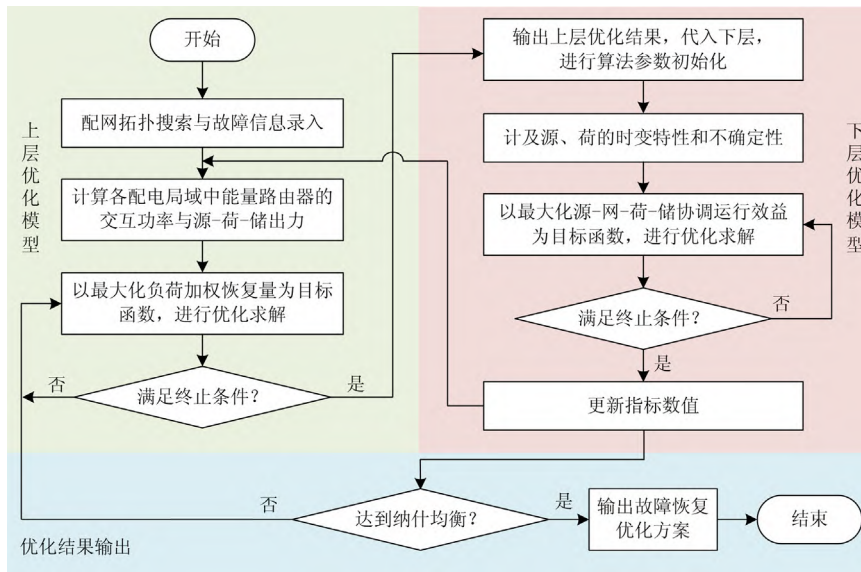 开始
配网拓扑搜索与故障信息录入
计算各配电局域中能量路由器的
交互功率与源-荷-储出力
以最大化负荷加权恢复量为目标
函数，进行优化求解
满足终止条件？
否
是
上层优化模型
输出上层优化结果，代入下层，
进行算法参数初始化
计及源、荷的时变特性和不确定性
以最大化源-网-荷-储协调运行效益
为目标函数，进行优化求解
满足终止条件？
否
是
更新指标数值
下层优化模型
达到纳什均衡？
否
是
输出故障恢复
优化方案
结束
优化结果输出